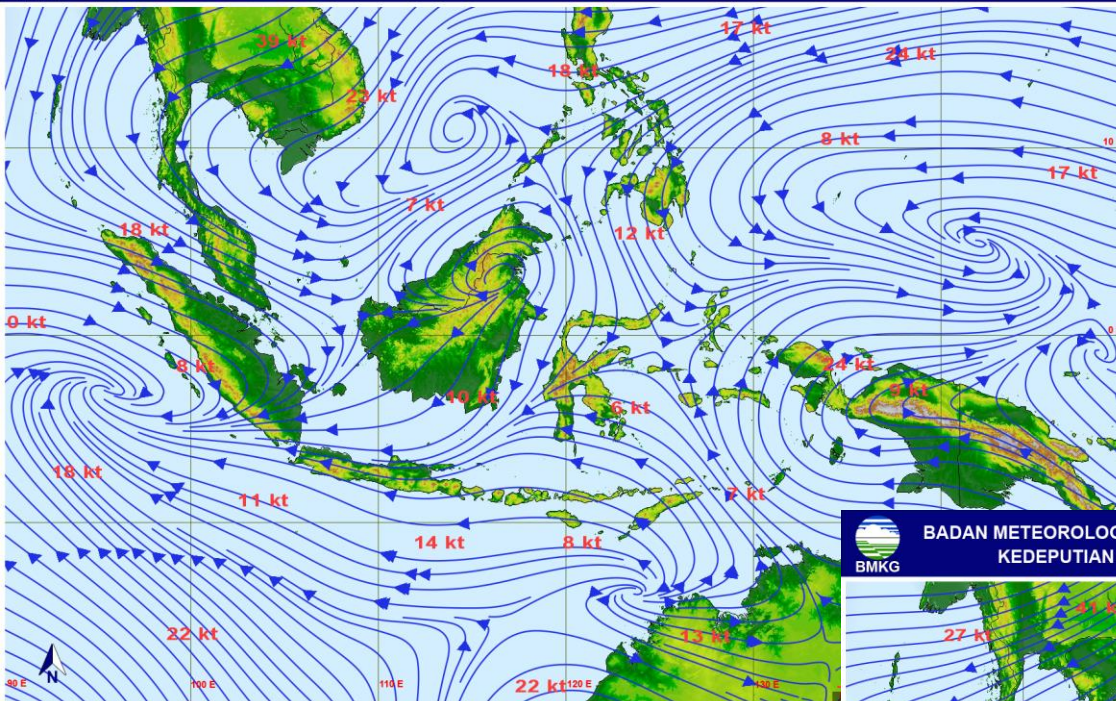 17 kt
39 kt
24 kt
18 kt
23 kt
8 kt
10
17 kt
7 kt
18 kt
12 kt
0 kt
0
8 kt
24 kt
9 kt
10 kt
6 kt
18 kt
11 kt
7 kt
14 kt
8 kt
BADAN METEOROLOG
KEDEPUTIAN
BMKG
41 k
27 kt
22 kt
13 kt
N
90 E
100 E
110 E
22 kt
120 E
130 E